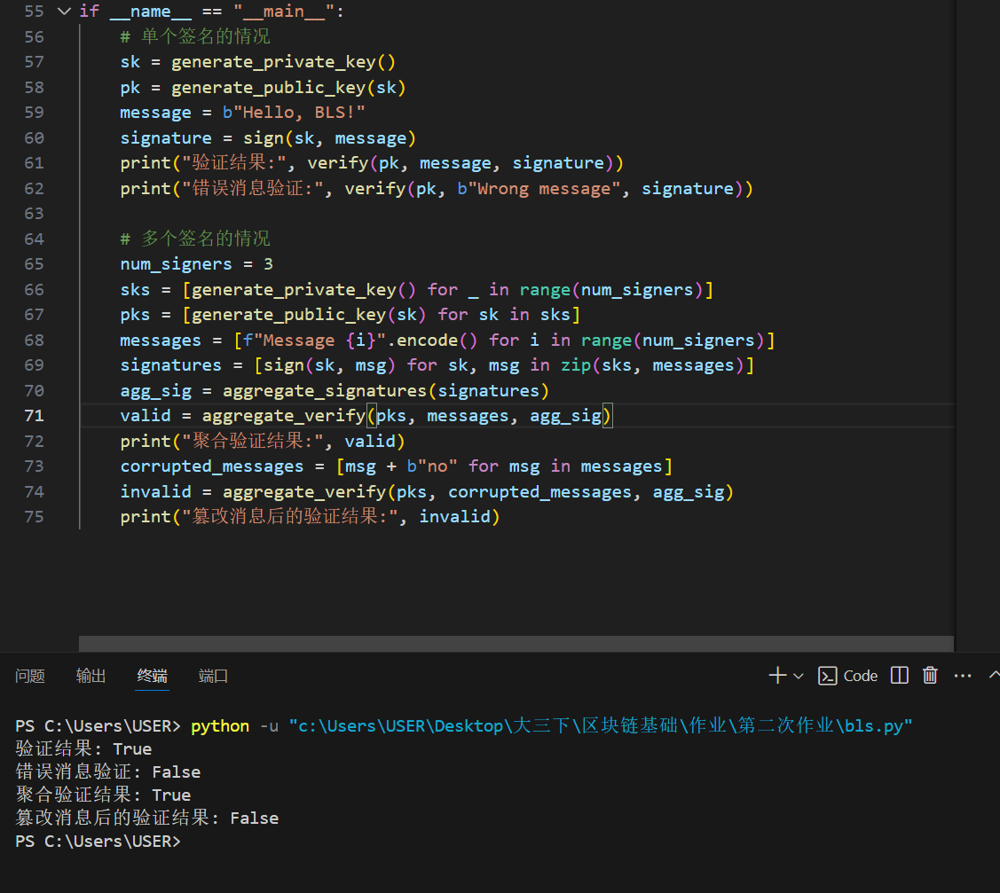 55 if __name__ == "__main__":
56 # 单个签名的情况
57 sk = generate_private_key()
58 pk = generate_public_key(sk)
59 message = b"Hello, BLS!"
60 signature = sign(sk, message)
61 print("验证结果:", verify(pk, message, signature))
62 print("错误消息验证:", verify(pk, b"Wrong message", signature))
63
64 # 多个签名的情况
65 num_signers = 3
66 sks = [generate_private_key() for _ in range(num_signers)]
67 pks = [generate_public_key(sk) for sk in sks]
68 messages = [f"Message {i}".encode() for i in range(num_signers)]
69 signatures = [sign(sk, msg) for sk, msg in zip(sks, messages)]
70 agg_sig = aggregate_signatures(signatures)
71 valid = aggregate_verify(pks, messages, agg_sig)
72 print("聚合验证结果:", valid)
73 corrupted_messages = [msg + b"no" for msg in messages]
74 invalid = aggregate_verify(pks, corrupted_messages, agg_sig)
75 print("篡改消息后的验证结果:", invalid)
问题 输出 终端 端口 Code
PS C:\Users\USER> python -u "c:\Users\USER\Desktop\大三下\区块链基础\作业\第二次作业\bls.py"
验证结果: True
错误消息验证: False
聚合验证结果: True
篡改消息后的验证结果: False
PS C:\Users\USER>